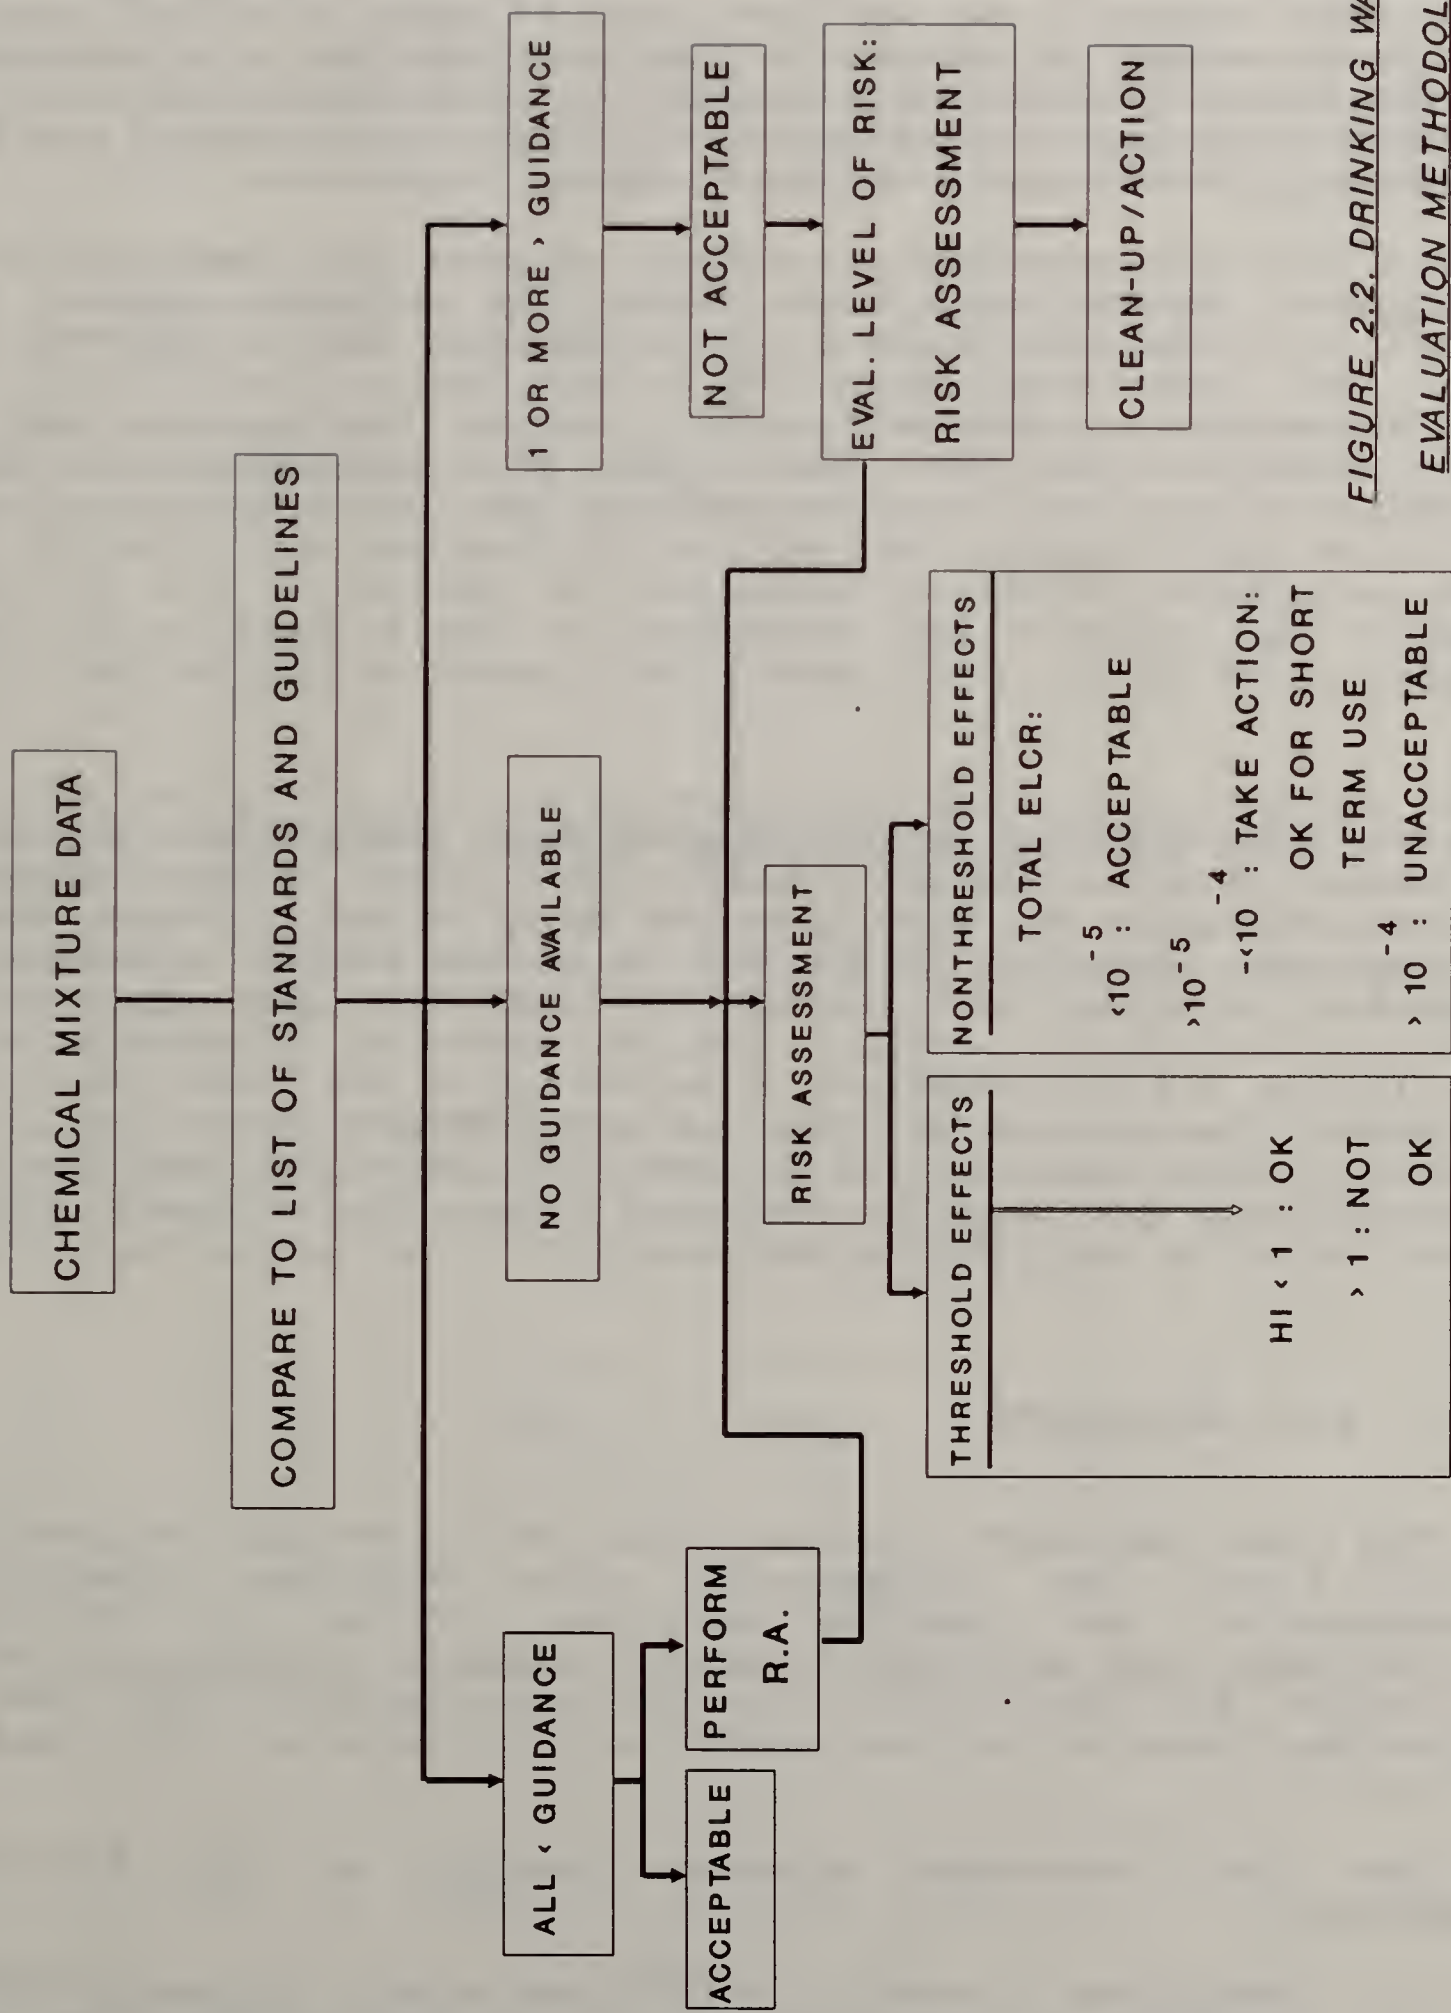 CHEMICAL MIXTURE DATA
COMPARE TO LIST OF STANDARDS AND GUIDELINES
ALL < GUIDANCE
NO GUIDANCE AVAILABLE
1 OR MORE > GUIDANCE
ACCEPTABLE
PERFORM
R.A.
NOT ACCEPTABLE
RISK ASSESSMENT
EVAL. LEVEL OF RISK:
RISK ASSESSMENT
CLEAN-UP/ACTION
THRESHOLD EFFECTS
HI < 1 : OK
> 1 : NOT
OK
NONTHRESHOLD EFFECTS
TOTAL ELCR:
<10⁻⁵ : ACCEPTABLE
>10⁻⁵
-<10⁻⁴ : TAKE ACTION:
OK FOR SHORT
TERM USE
> 10⁻⁴ : UNACCEPTABLE
FIGURE 2.2. DRINKING
EVALUATION